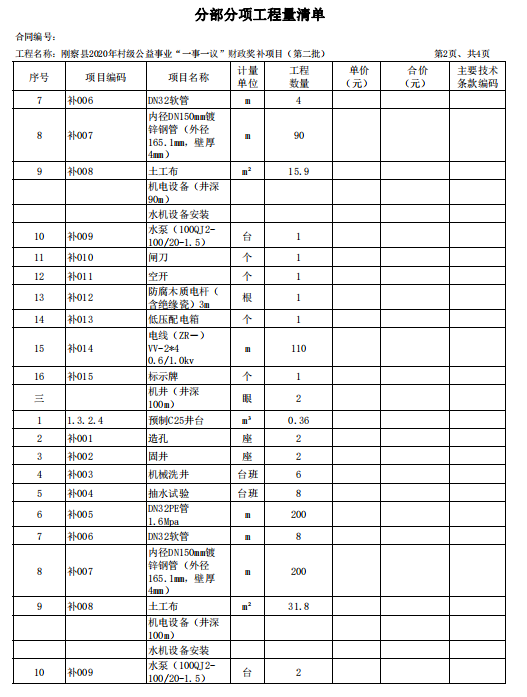 分部分项工程量清单
合同编号：
工程名称：刚察县2020年村级公益事业“一事一议”财政奖补项目（第二批） 第2页、共4页
序号 项目编码 项目名称 计量单位 工程数量 单价（元） 合价（元） 主要技术条款编码
7 补006 DN32软管 m 4
8 补007 内径DN150mm镀锌钢管（外径165.1mm，壁厚4mm） m 90
9 补008 土工布 m² 15.9
机电设备（井深90m）
水机设备安装
10 补009 水泵（100QJ2-100/20-1.5） 台 1
11 补010 闸刀 个 1
12 补011 空开 个 1
13 补012 防腐木质电杆（含绝缘瓷）3m 根 1
14 补013 低压配电箱 个 1
15 补014 电线（ZR－）VV-2*4 0.6/1.0kv m 110
16 补015 标示牌 个 1
三 机井（井深100m） 眼 2
1 1.3.2.4 预制C25井台 m³ 0.36
2 补001 造孔 座 2
3 补002 固井 座 2
4 补003 机械洗井 台班 6
5 补004 抽水试验 台班 8
6 补005 DN32PE管 1.6Mpa m 200
7 补006 DN32软管 m 8
8 补007 内径DN150mm镀锌钢管（外径165.1mm，壁厚4mm） m 200
9 补008 土工布 m² 31.8
机电设备（井深100m）
水机设备安装
10 补009 水泵（100QJ2-100/20-1.5） 台 2